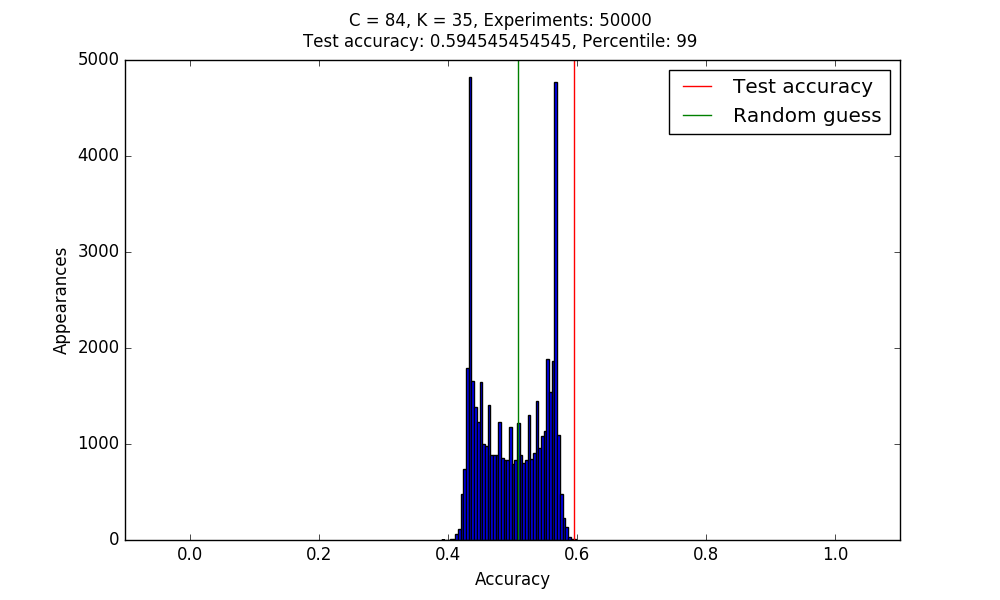 C = 84, K = 35, Experiments: 50000
Test accuracy: 0.594545454545, Percentile: 99
5000
4000
3000
2000
1000
0
Appearances
Test accuracy
Random guess
0.0 0.2 0.4 0.6 0.8 1.0
Accuracy